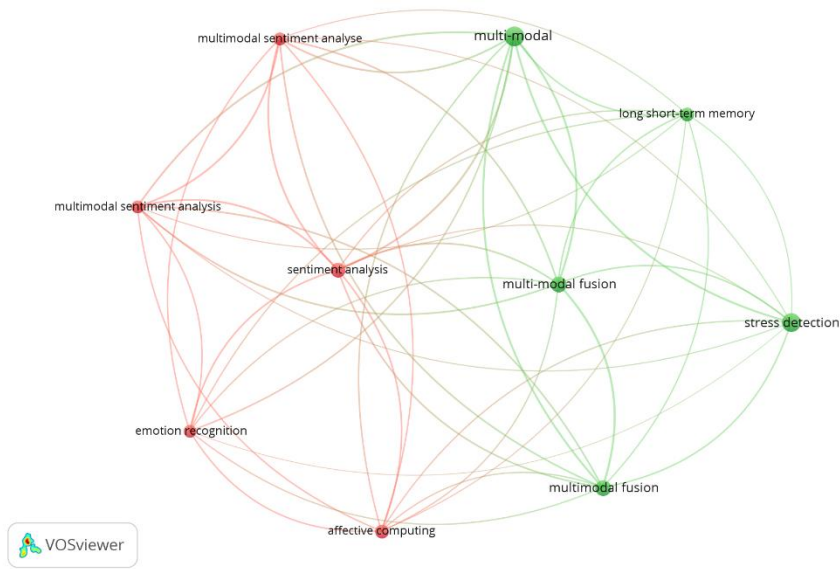 multi-modal
multimodal sentiment analyse
long short-term memory
multimodal sentiment analysis
sentiment analysis
multi-modal fusion
stress detection
emotion recognition
multimodal fusion
affective computing
VOSviewer